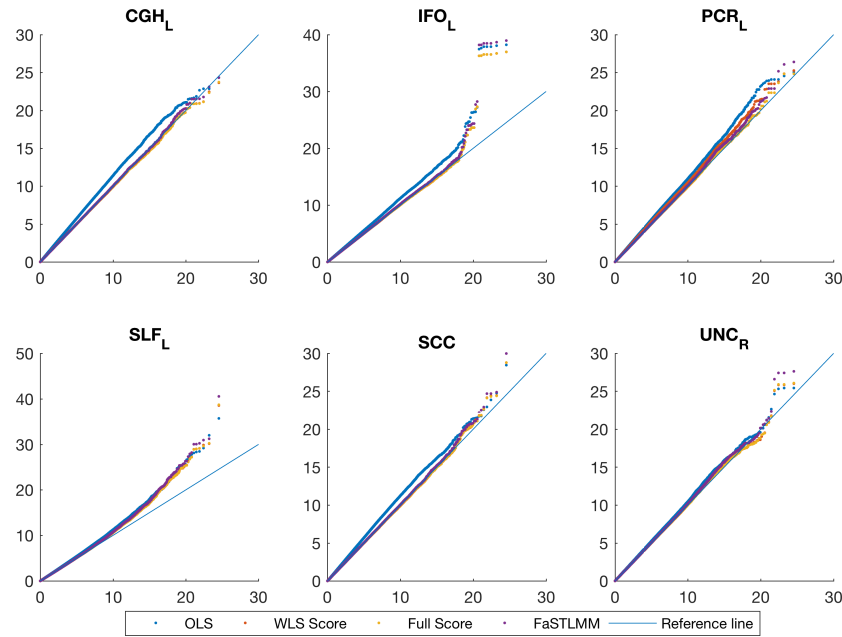 CGH_L IFO_L PCR_L
30 40 30
25 25
30
20 20
15 20 15
10 10
10
5 5
0 0 0
0 10 20 30 0 10 20 30 0 10 20 30
SLF_L SCC UNC_R
50 30 30
40 25 25
30 20 20
15 15
20
10 10
10 5 5
0 0 0
0 10 20 30 0 10 20 30 0 10 20 30
OLS WLS Score Full Score FaSTLMM Reference line